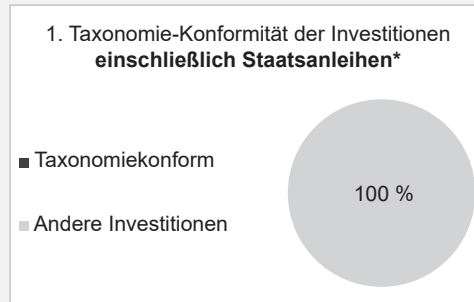 1. Taxonomie-Konformität der Investitionen
einschließlich Staatsanleihen*
Taxonomiekonform
100 %
Andere Investitionen